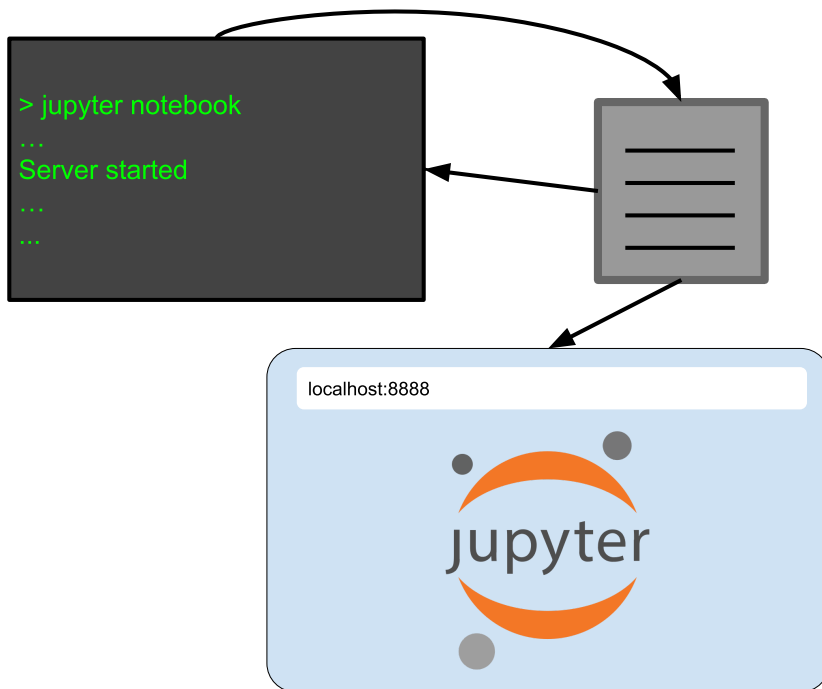 > jupyter notebook
…
Server started
…
...
localhost:8888
jupyter